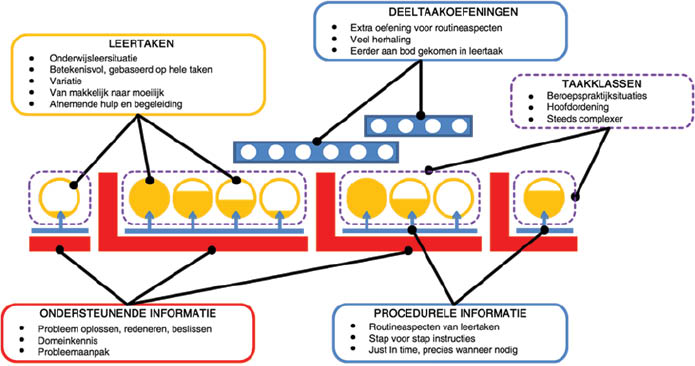 LEERTAKEN
Onderwijsleersituatie
Betekenisvol, gebaseerd op hele taken
Variatie
Van makkelijk naar moeilijk
Afnemende hulp en begeleiding
DEELTAAKOEFENINGEN
Extra oefening voor routineaspecten
Veel herhaling
Eerder aan bod gekomen in leertaak
TAAKKLASSEN
Beroepspraktijksituaties
Hoofdordening
Steeds complexer
ONDERSTEUNENDE INFORMATIE
Probleem oplossen, redeneren, beslissen
Domeinkennis
Probleemaanpak
PROCEDURELE INFORMATIE
Routineaspecten van leertaken
Stap voor stap instructies
Just In time, precies wanneer nodig